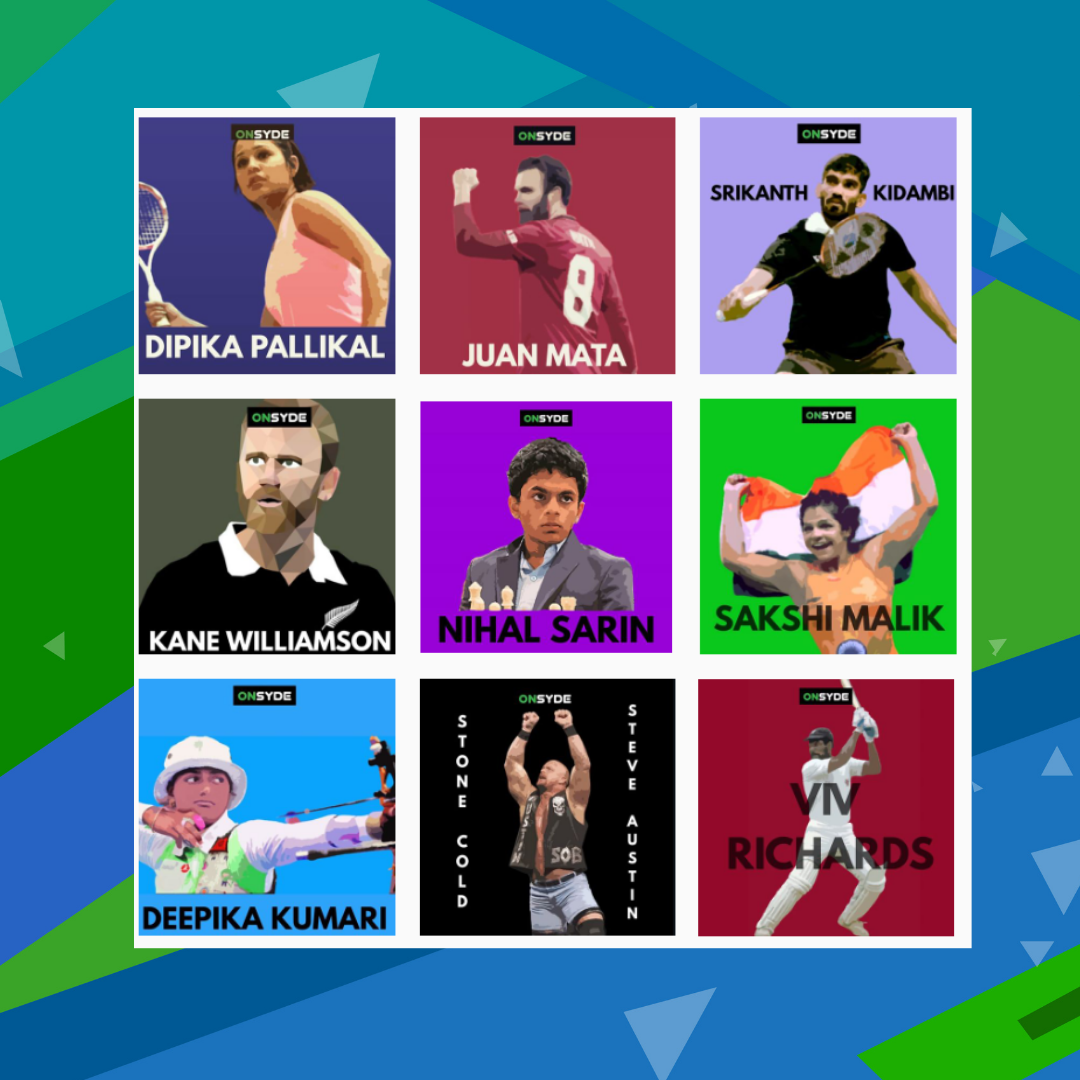 ONSYDE
DIPIKA PALLIKAL
ONSYDE
MATA
8
JUAN MATA
ONSYDE
SRIKANTH KIDAMBI
ONSYDE
KANE WILLIAMSON
ONSYDE
NIHAL SARIN
ONSYDE
SAKSHI MALIK
ONSYDE
DEEPIKA KUMARI
ONSYDE
STONE COLD
STEVE AUSTIN
SOB
ONSYDE
VIV
RICHARDS